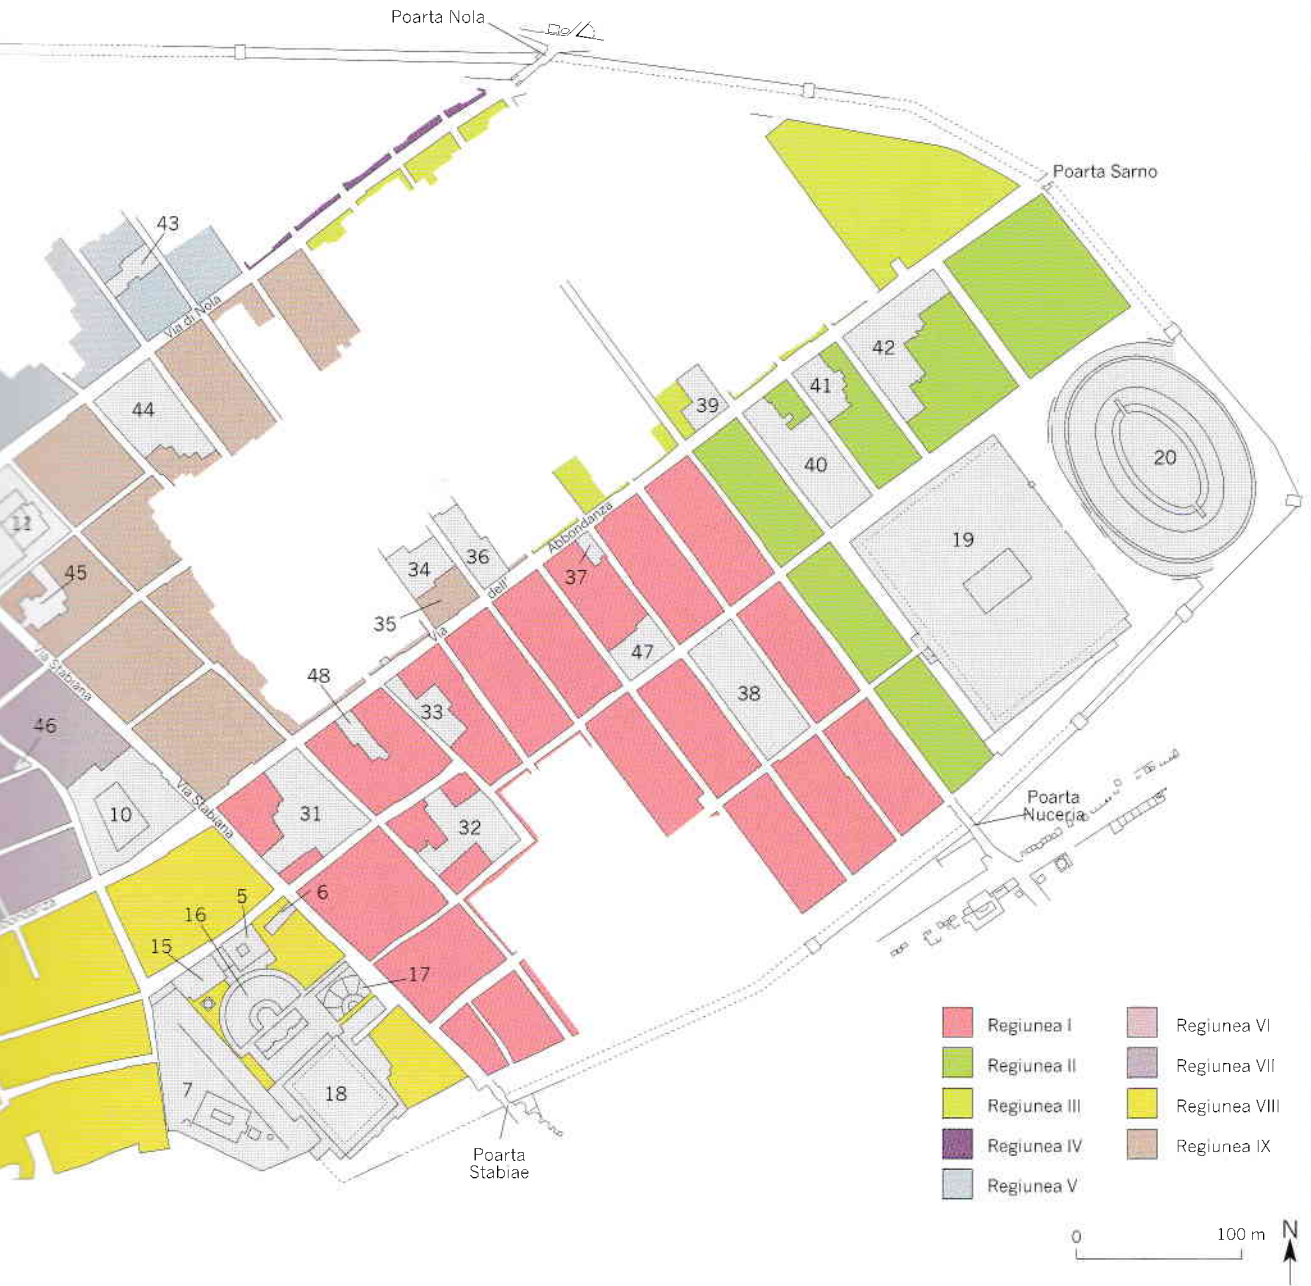 Poarta Nola
Poarta Sarno
43
Via di Nola
42
41
39
44
40
20
11
19
Abbondanza
36
34
37
45
dell'
35
Via
47
Via Stabiana
48
38
33
46
Via Stabiana
10
31
32
Poarta
Nuceria
5
6
16
15
17
7
18
Poarta
Stabiae
Regiunea I
Regiunea II
Regiunea III
Regiunea IV
Regiunea V
Regiunea VI
Regiunea VII
Regiunea VIII
Regiunea IX
0
100 m
N